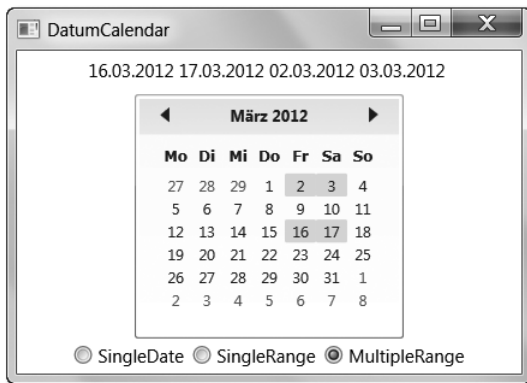 DatumCalendar
16.03.2012 17.03.2012 02.03.2012 03.03.2012
März 2012
Mo Di Mi Do Fr Sa So
27 28 29 1 2 3 4
5 6 7 8 9 10 11
12 13 14 15 16 17 18
19 20 21 22 23 24 25
26 27 28 29 30 31 1
2 3 4 5 6 7 8
SingleDate SingleRange MultipleRange